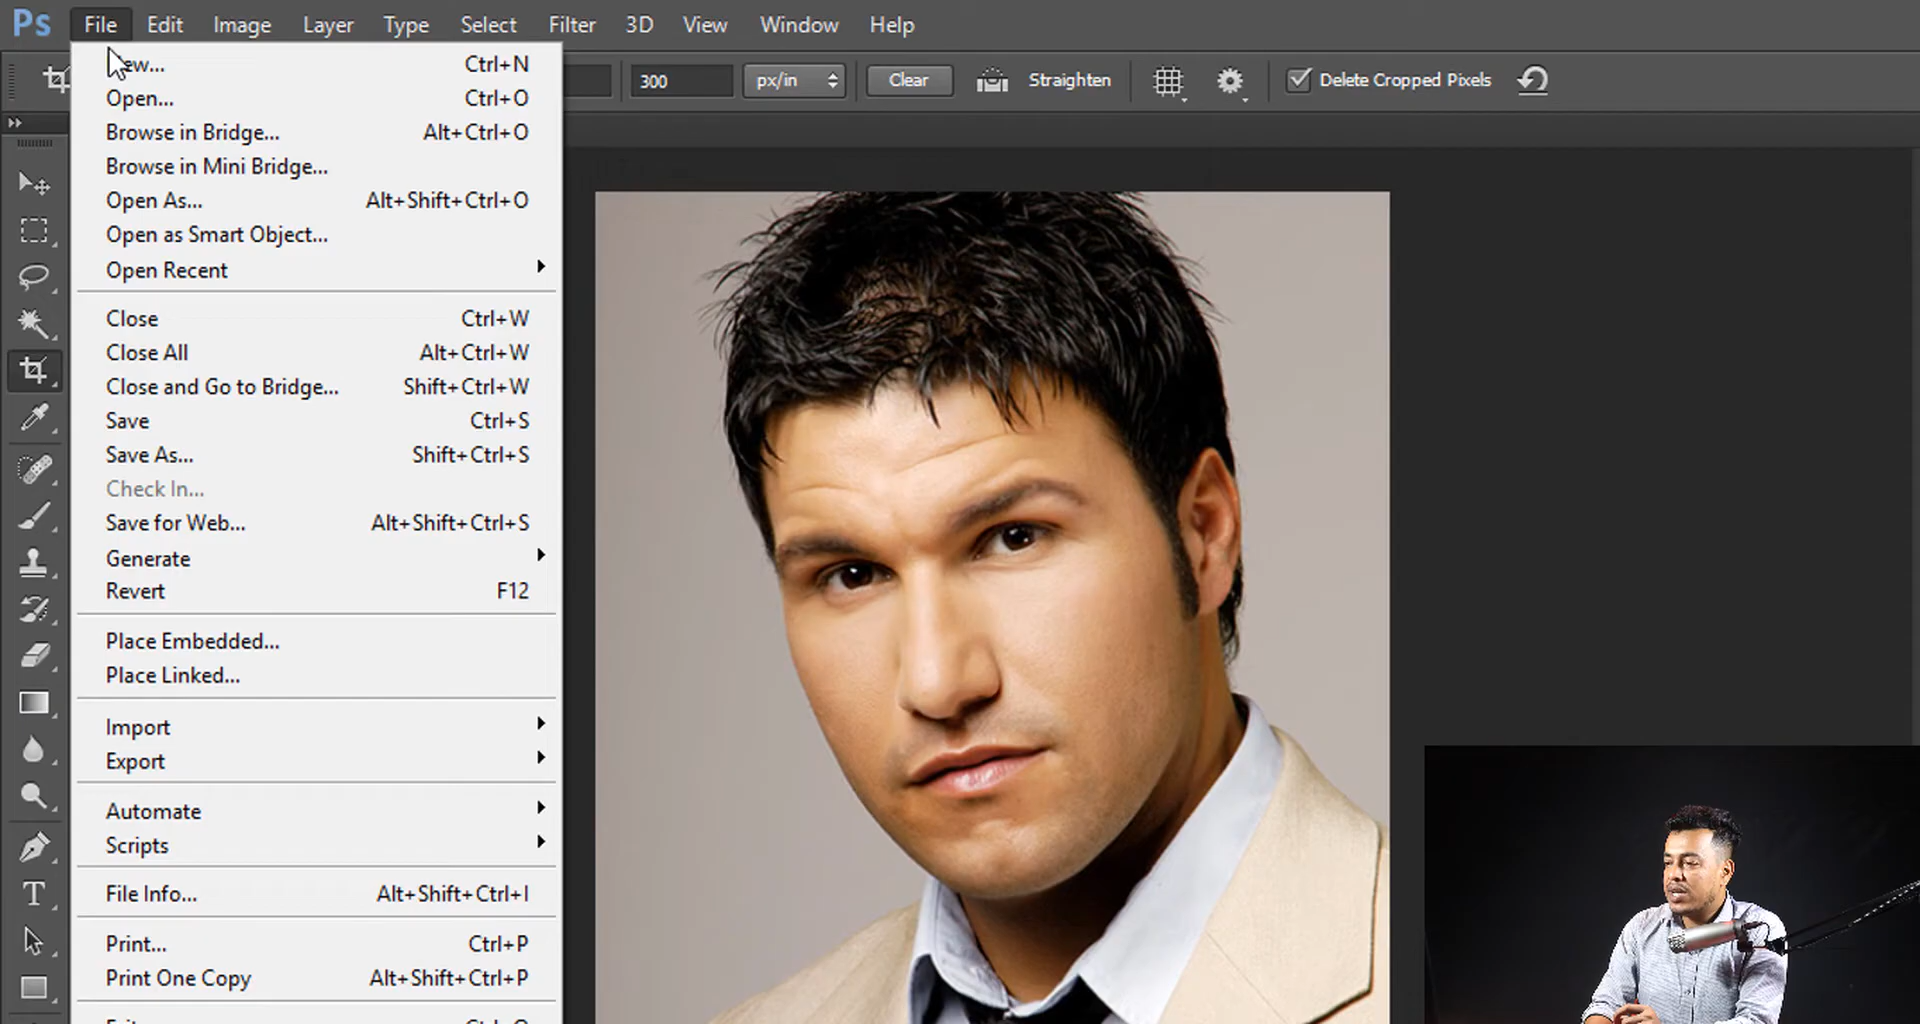 Ps File Edit Image Layer Type Select Filter 3D View Window Help
300 px/in Clear Straighten Delete Cropped Pixels
Ctrl+N
Open... Ctrl+O
Browse in Bridge... Alt+Ctrl+O
Browse in Mini Bridge...
Open As... Alt+Shift+Ctrl+O
Open as Smart Object...
Open Recent
Close Ctrl+W
Close All Alt+Ctrl+W
Close and Go to Bridge... Shift+Ctrl+W
Save Ctrl+S
Save As... Shift+Ctrl+S
Check In...
Save for Web... Alt+Shift+Ctrl+S
Generate
Revert F12
Place Embedded...
Place Linked...
Import
Export
Automate
Scripts
File Info... Alt+Shift+Ctrl+I
Print... Ctrl+P
Print One Copy Alt+Shift+Ctrl+P